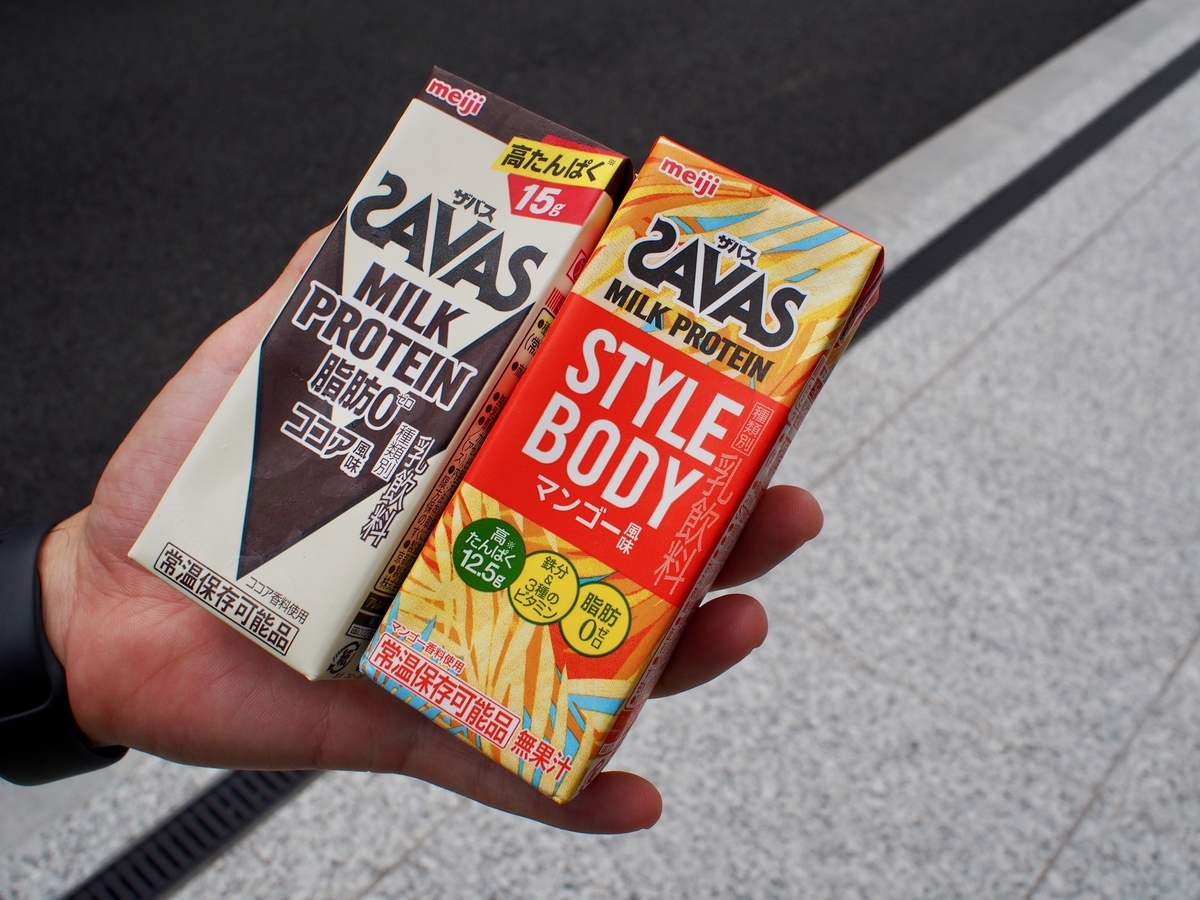 meiji
高たんぱく※
15g
ザバス
SAVAS
MILK
PROTEIN
脂肪0ゼロ
ココア風味
種類別
乳飲料
ココア香料使用
常温保存可能品
meiji
ザバス
SAVAS
MILK PROTEIN
STYLE
BODY
マンゴー風味
種類別
乳飲料
高※
たんぱく
12.5g
鉄分
&
3種の
ビタミン
脂肪
0ゼロ
マンゴー香料使用
常温保存可能品
無果汁